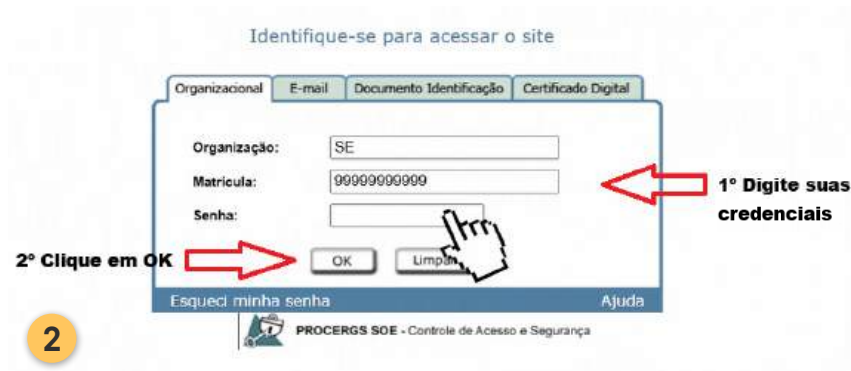 Identifique-se para acessar o site
Organizacional E-mail Documento Identificação Certificado Digital
Organização: SE
Matricula: 99999999999
1º Digite suas
credenciais
Senha:
2º Clique em OK
OK Limpar
Esqueci minha senha Ajuda
2
PROCERGS SOE - Controle de Acesso e Segurança